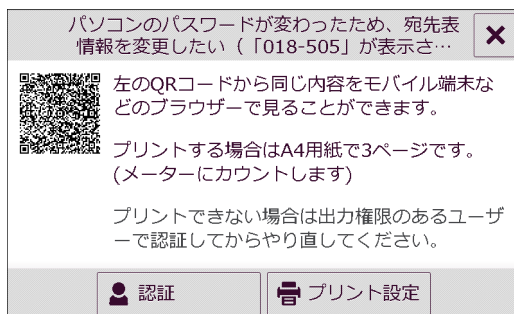 パソコンのパスワードが変わったため、宛先表
情報を変更したい（「018-505」が表示さ…
左のQRコードから同じ内容をモバイル端末な
どのブラウザーで見ることができます。
プリントする場合はA4用紙で3ページです。
(メーターにカウントします)
プリントできない場合は出力権限のあるユーザ
ーで認証してからやり直してください。
認証
プリント設定